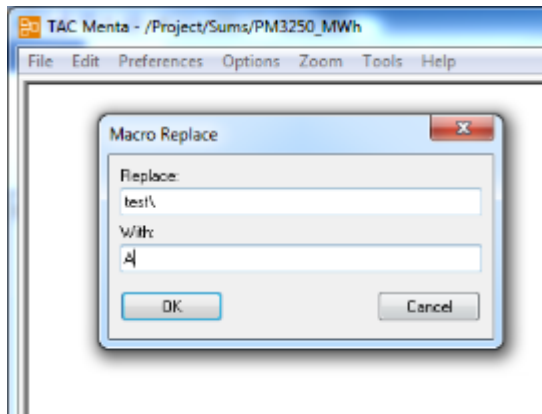 TAC Menta - /Project/Sums/PM3250_MWh
File Edit Preferences Options Zoom Tools Help
Macro Replace
Replace:
test\
With:
A
OK Cancel